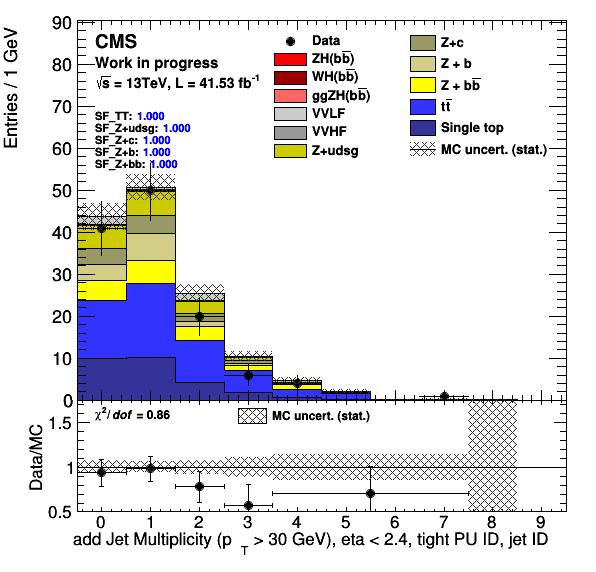 Entries / 1 GeV
90
80
70
60
50
40
30
20
10
0
CMS
Work in progress
√s = 13TeV, L = 41.53 fb⁻¹
SF_TT: 1.000
SF_Z+udsg: 1.000
SF_Z+c: 1.000
SF_Z+b: 1.000
SF_Z+bb: 1.000
Data
ZH(bb̅)
WH(bb̅)
ggZH(bb̅)
VVLF
VVHF
Z+udsg
Z+c
Z + b
Z + bb̅
tt̅
Single top
MC uncert. (stat.)
Data/MC
1.5
1
0.5
χ²/dof = 0.86
MC uncert. (stat.)
0 1 2 3 4 5 6 7 8 9
add Jet Multiplicity (p_T > 30 GeV), eta < 2.4, tight PU ID, jet ID